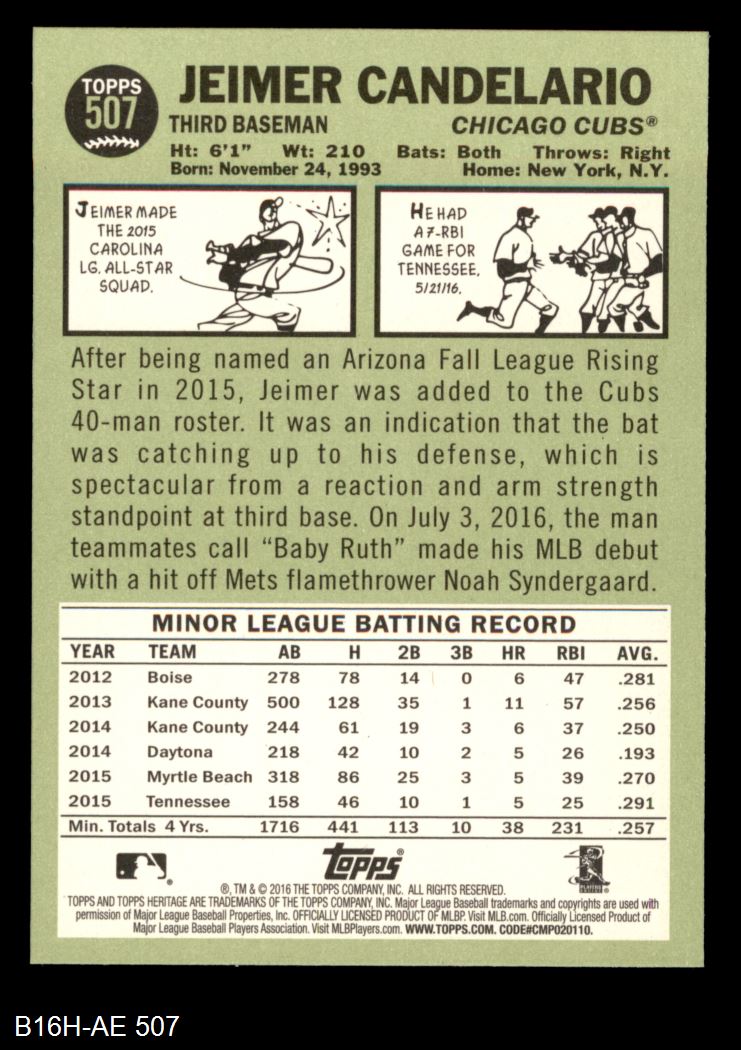 TOPPS
507
JEIMER CANDELARIO
THIRD BASEMAN CHICAGO CUBS®
Ht: 6'1" Wt: 210 Bats: Both Throws: Right
Born: November 24, 1993 Home: New York, N.Y.
JEIMER MADE
THE 2015
CAROLINA
LG. ALL-STAR
SQUAD.
HE HAD
A 7-RBI
GAME FOR
TENNESSEE,
5/21/16.
After being named an Arizona Fall League Rising
Star in 2015, Jeimer was added to the Cubs
40-man roster. It was an indication that the bat
was catching up to his defense, which is
spectacular from a reaction and arm strength
standpoint at third base. On July 3, 2016, the man
teammates call "Baby Ruth" made his MLB debut
with a hit off Mets flamethrower Noah Syndergaard.
MINOR LEAGUE BATTING RECORD
YEAR TEAM AB H 2B 3B HR RBI AVG.
2012 Boise 278 78 14 0 6 47 .281
2013 Kane County 500 128 35 1 11 57 .256
2014 Kane County 244 61 19 3 6 37 .250
2014 Daytona 218 42 10 2 5 26 .193
2015 Myrtle Beach 318 86 25 3 5 39 .270
2015 Tennessee 158 46 10 1 5 25 .291
Min. Totals 4 Yrs. 1716 441 113 10 38 231 .257
topps®
®, TM & © 2016 THE TOPPS COMPANY, INC. ALL RIGHTS RESERVED.
TOPPS AND TOPPS HERITAGE ARE TRADEMARKS OF THE TOPPS COMPANY, INC. Major League Baseball trademarks and copyrights are used with
permission of Major League Baseball Properties, Inc. OFFICIALLY LICENSED PRODUCT OF MLBP. Visit MLB.com. Officially Licensed Product of
Major League Baseball Players Association. Visit MLBPlayers.com. WWW.TOPPS.COM. CODE#CMP020110.
B16H-AE 507